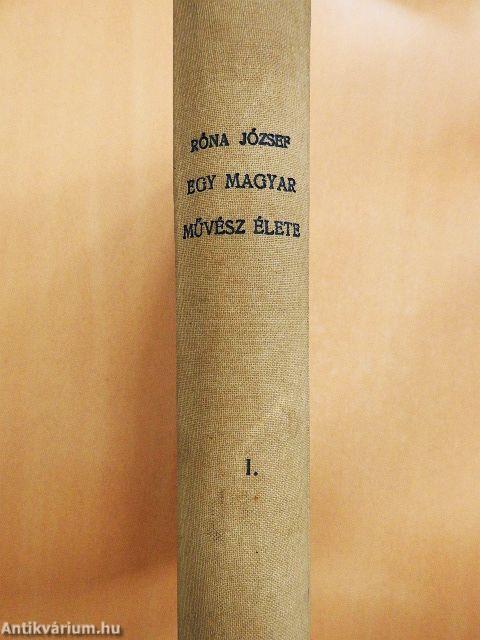 RÓNA JÓZSEF
EGY MAGYAR
MŰVÉSZ ÉLETE
I.
Antikvárium.hu